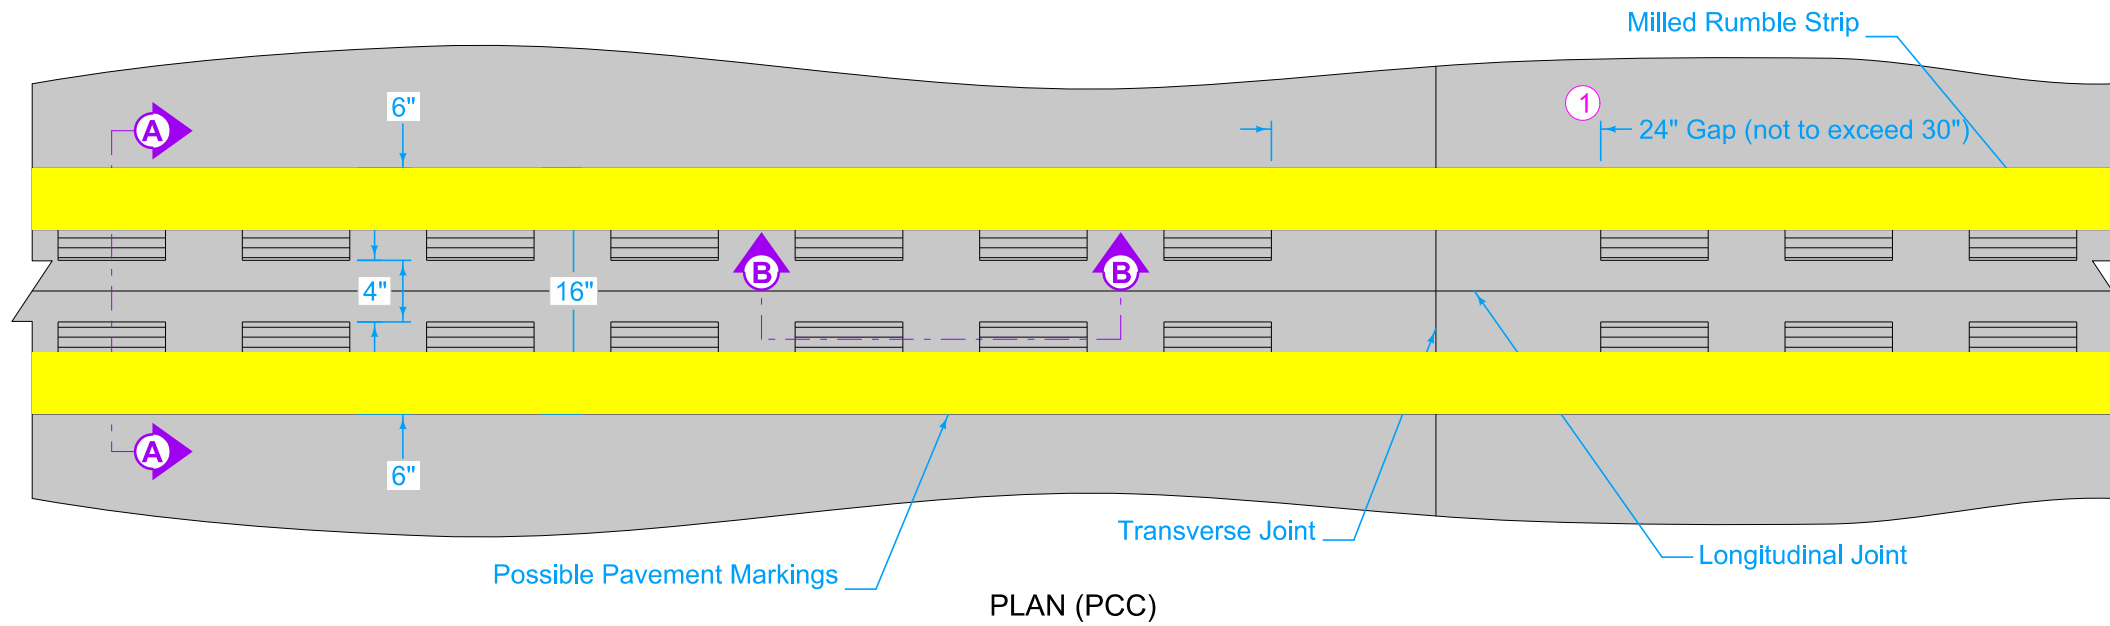 Milled Rumble Strip
6"
1
A
24" Gap (not to exceed 30")
B
B
4"
16"
A
6"
Transverse Joint
Longitudinal Joint
Possible Pavement Markings
PLAN (PCC)